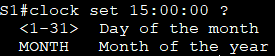 S1#clock set 15:00:00 ?
<1-31> Day of the month
MONTH Month of the year